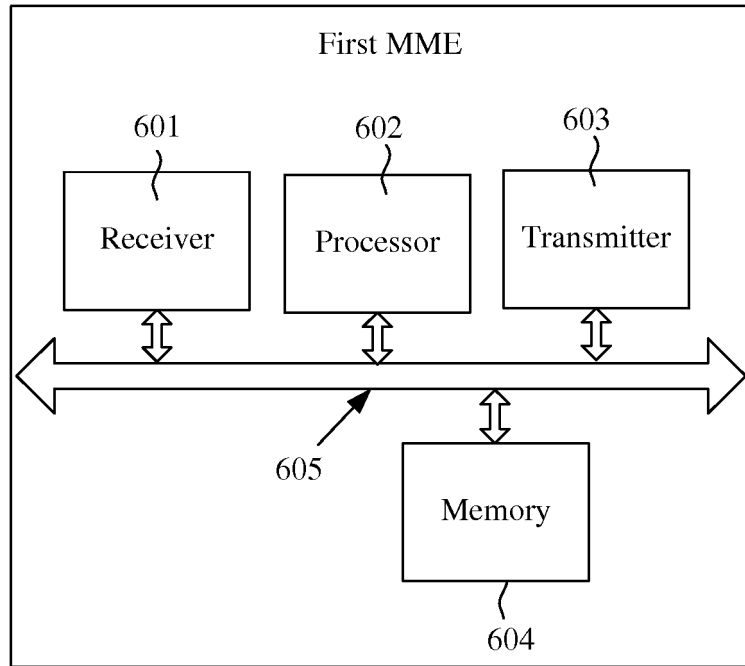 First MME
601
602
603
Receiver
Processor
Transmitter
605
Memory
604